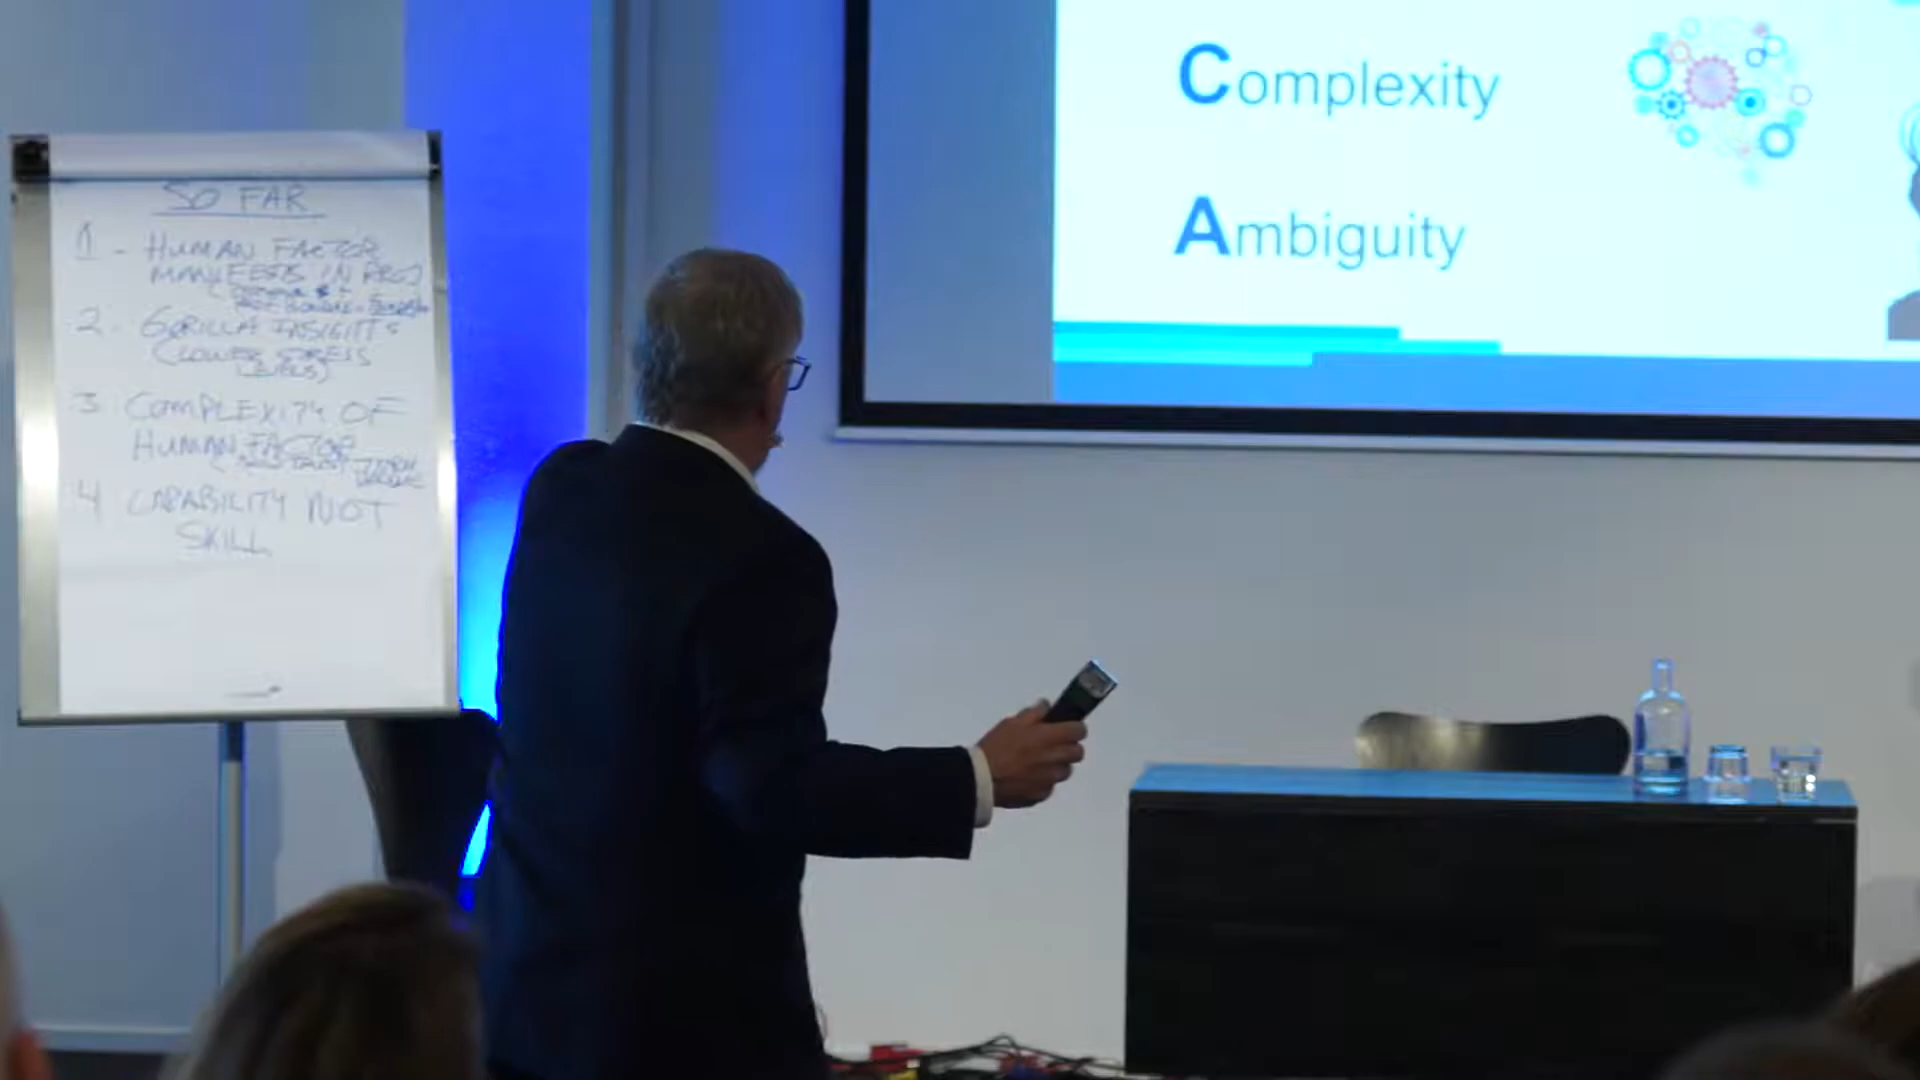 SO FAR
1 - HUMAN FACTOR
MANIFESTS IN PROJ
2. GORILLA INSIGHTS
(LOWER STRESS
LEVELS)
3 COMPLEXITY OF
HUMAN FACTOR
4 CAPABILITY NOT
SKILL
Complexity
Ambiguity